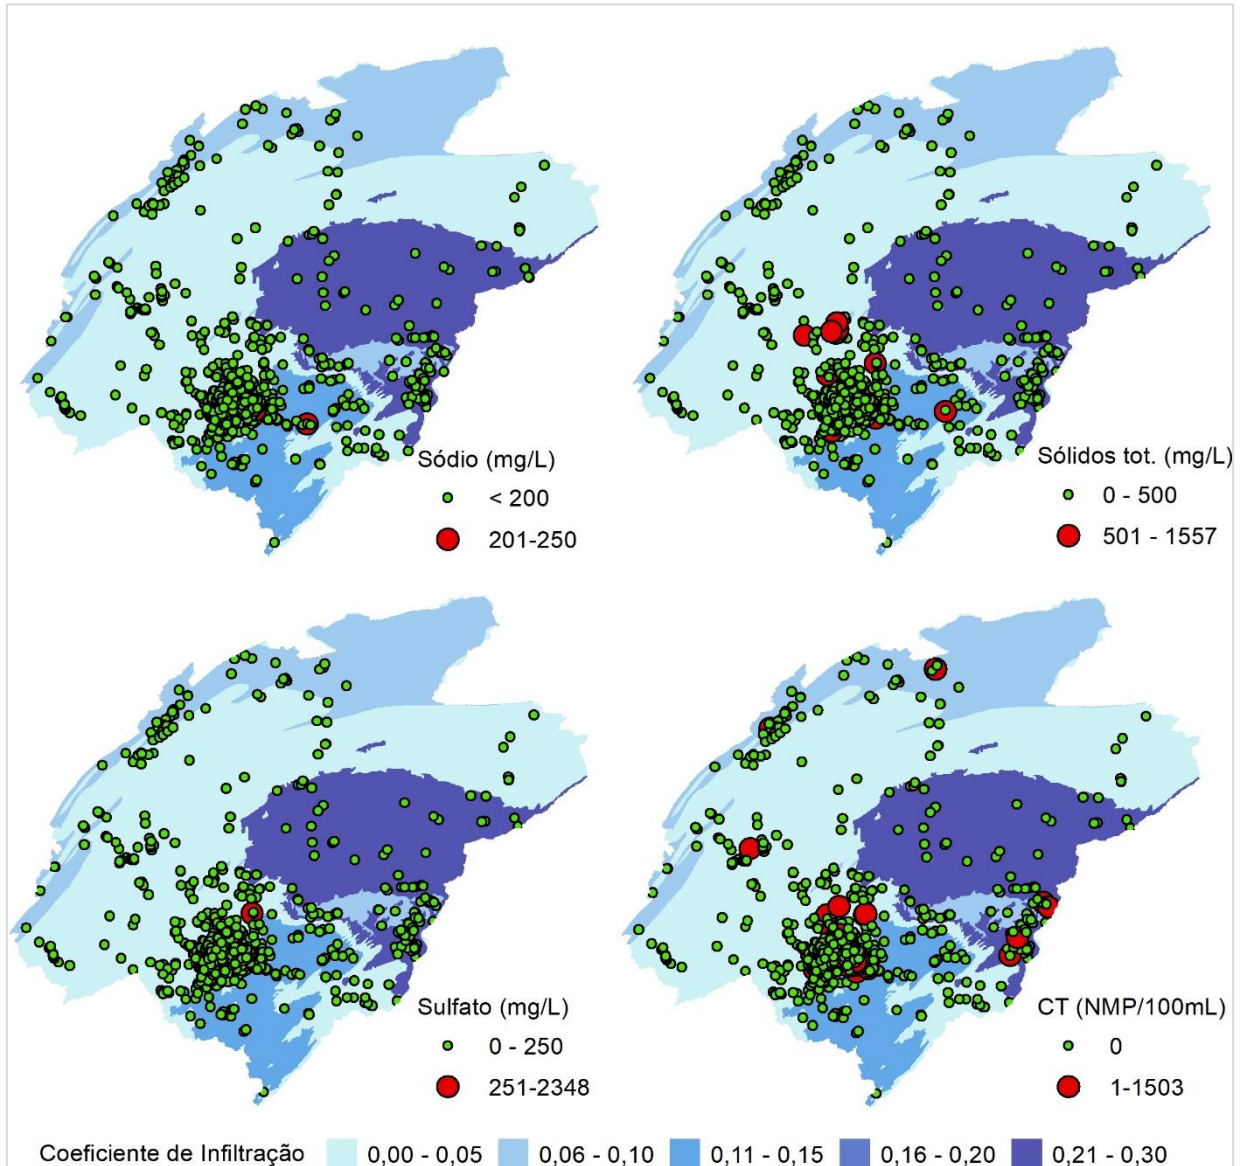 Sódio (mg/L)
< 200
201-250
Sólidos tot. (mg/L)
0 - 500
501 - 1557
Sulfato (mg/L)
0 - 250
251-2348
CT (NMP/100mL)
0
1-1503
Coeficiente de Infiltração 0,00 - 0,05 0,06 - 0,10 0,11 - 0,15 0,16 - 0,20 0,21 - 0,30